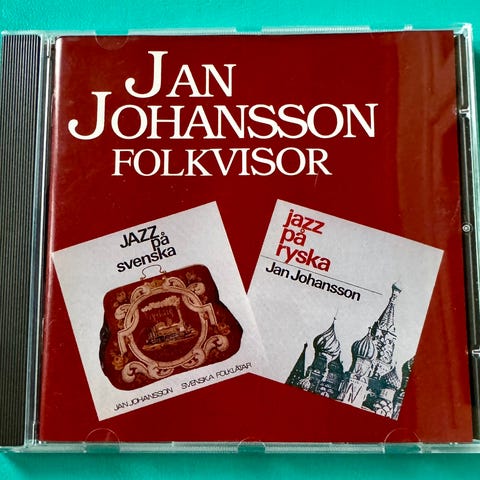 JAN
JOHANSSON
FOLKVISOR
JAZZ
på
svenska
JAN JOHANSSON SVENSKA FOLKLÅTAR
jazz
på
ryska
Jan Johansson